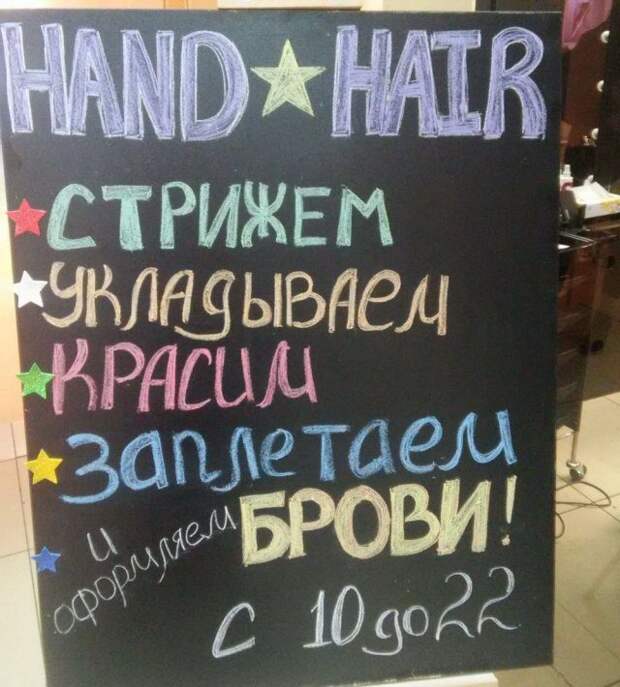 HAND HAIR
СТРИЖЕМ
УКЛАДЫВАЕМ
КРАСИМ
ЗАПЛЕТАЕМ
и оформляем БРОВИ!
С 10 до 22